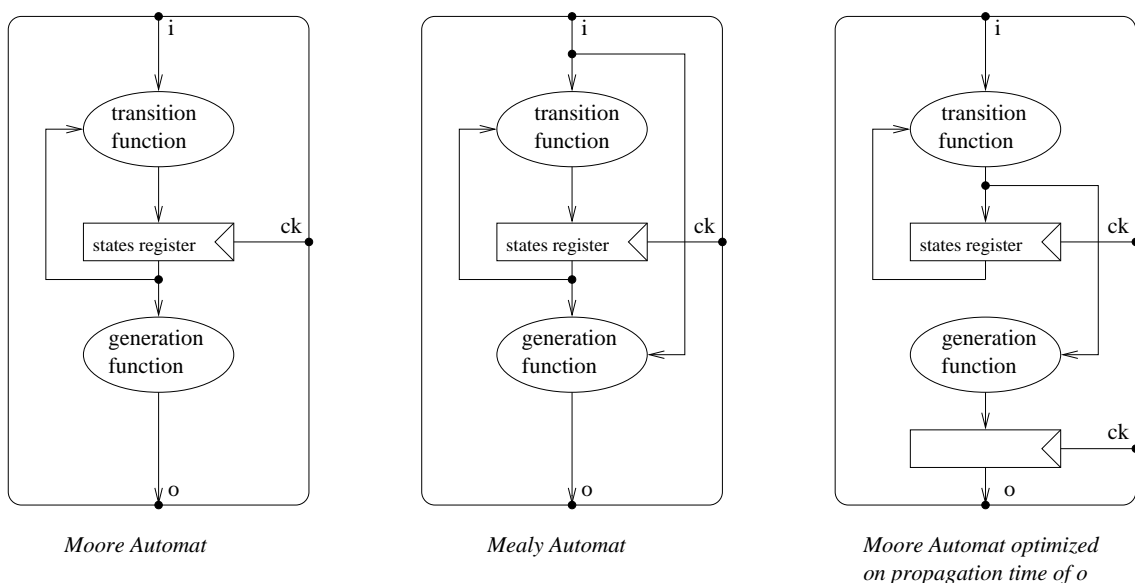 i
transition
function
states register
ck
generation
function
o
Moore Automat
i
transition
function
states register
ck
generation
function
o
Mealy Automat
i
transition
function
states register
ck
generation
function
ck
o
Moore Automat optimized
on propagation time of o